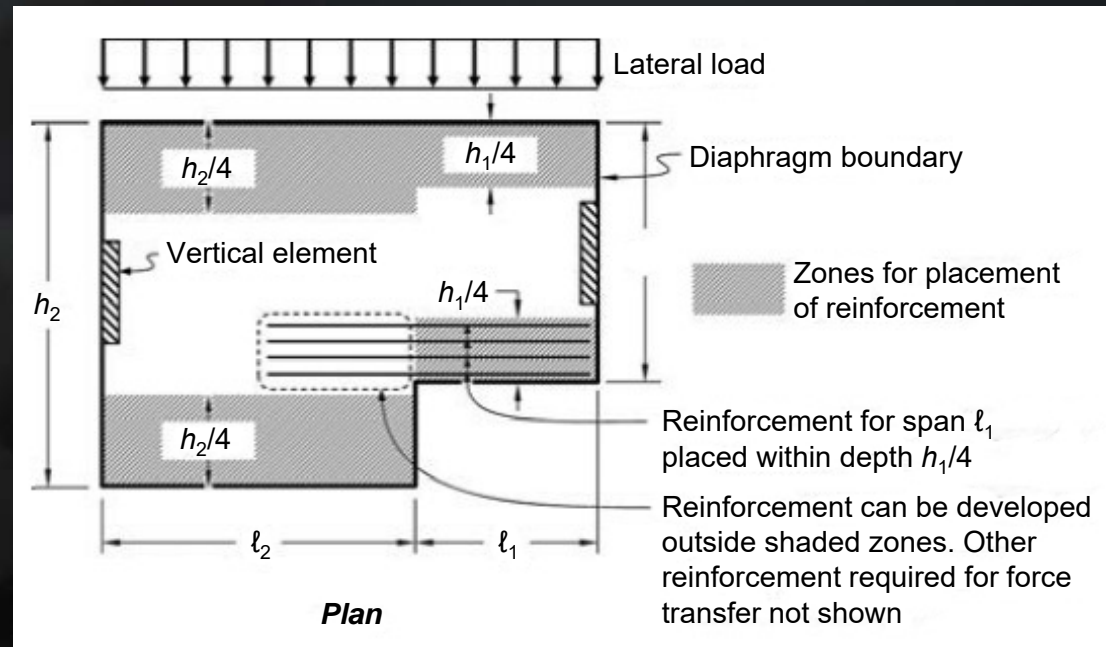 Lateral load
h₂/4
h₁/4
Diaphragm boundary
Vertical element
h₂
h₁/4
Zones for placement
of reinforcement
h₂/4
Reinforcement for span ℓ₁
placed within depth h₁/4
Reinforcement can be developed
outside shaded zones. Other
reinforcement required for force
transfer not shown
ℓ₂
ℓ₁
Plan